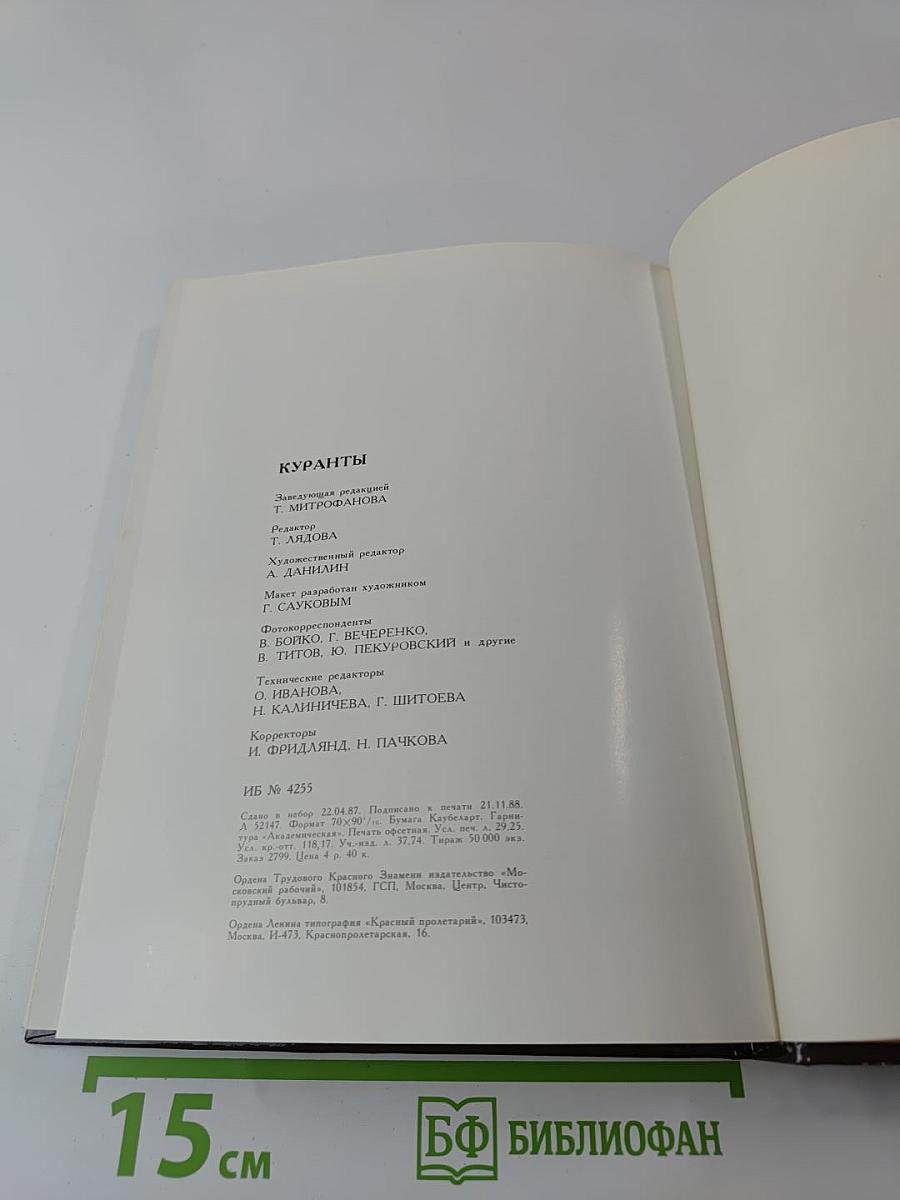 КУРАНТЫ
Заведующая редакцией
Т. МИТРОФАНОВА
Редактор
Т. ЛЯДОВА
Художественный редактор
А. ДАНИЛИН
Макет разработан художником
Г. САУКОВЫМ
Фотокорреспонденты
В. БОЙКО, Г. ВЕЧЕРЕНКО,
В. ТИТОВ, Ю. ПЕКУРОВСКИЙ и другие
Технические редакторы
О. ИВАНОВА,
Н. КАЛИНИЧЕВА, Г. ШИТОЕВА
Корректоры
И. ФРИДЛЯНД, Н. ПАЧКОВА
ИБ № 4255
Сдано в набор 22.04.87. Подписано к печати 21.11.88.
Л 52147. Формат 70×90¹/₁₆. Бумага Каубеларт. Гарни-
тура «Академическая». Печать офсетная. Усл. печ. л. 29,25.
Усл. кр.-отт. 118,17. Уч.-изд. л. 37,74. Тираж 50 000 экз.
Заказ 2799. Цена 4 р. 40 к.
Ордена Трудового Красного Знамени издательство «Мо-
сковский рабочий», 101854, ГСП, Москва, Центр, Чисто-
прудный бульвар, 8.
Ордена Ленина типография «Красный пролетарий», 103473,
Москва, И-473, Краснопролетарская, 16.
15 см
БФ БИБЛИОФАН